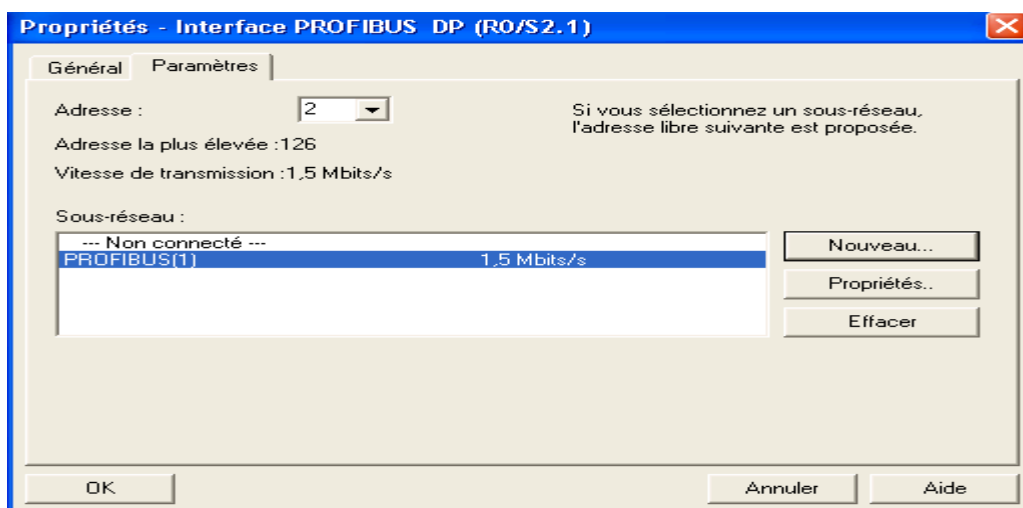 Propriétés - Interface PROFIBUS DP (R0/S2.1)
Général
Paramètres
Adresse :
2
Si vous sélectionnez un sous-réseau,
l'adresse libre suivante est proposée.
Adresse la plus élevée :126
Vitesse de transmission :1,5 Mbits/s
Sous-réseau :
--- Non connecté ---
PROFIBUS(1) 1,5 Mbits/s
Nouveau...
Propriétés..
Effacer
OK
Annuler
Aide